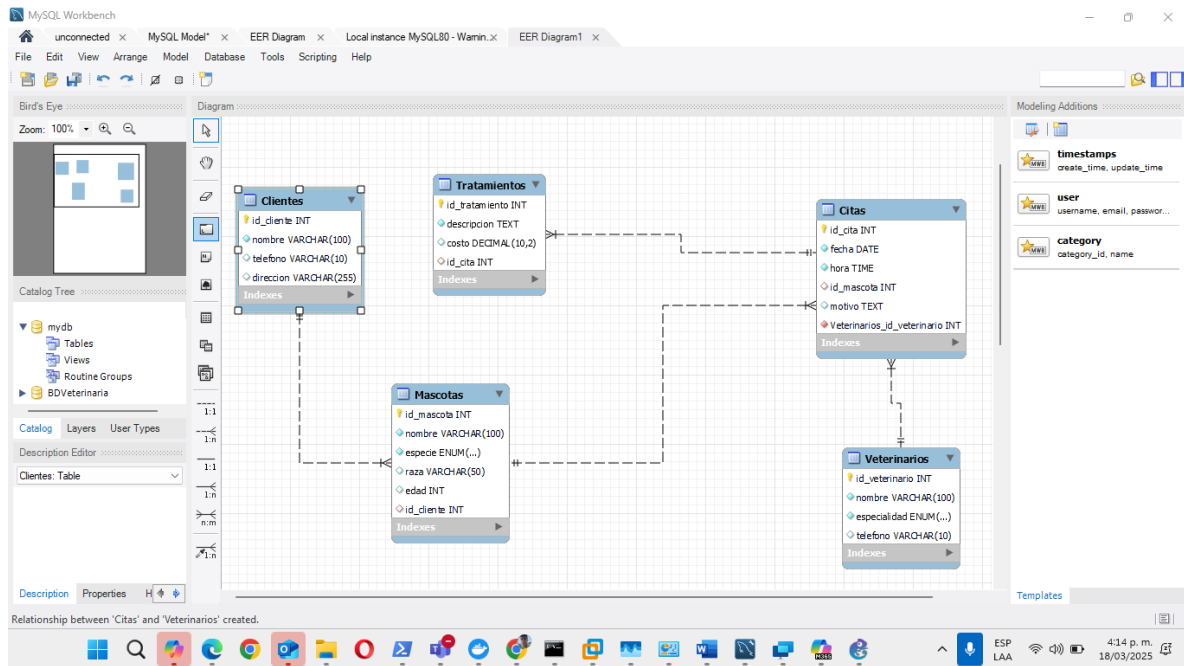 MySQL Workbench
unconnected
MySQL Model*
EER Diagram
Local instance MySQL80 - Warnin..
EER Diagram1
File Edit View Arrange Model Database Tools Scripting Help
Bird's Eye
Zoom: 100%
Diagram
Modeling Additions
timestamps
create_time, update_time
user
username, email, passwor...
category
category_id, name
Clientes
id_cliente INT
nombre VARCHAR(100)
telefono VARCHAR(10)
direccion VARCHAR(255)
Indexes
Tratamientos
id_tratamiento INT
descripcion TEXT
costo DECIMAL(10,2)
id_cita INT
Indexes
Citas
id_cita INT
fecha DATE
hora TIME
id_mascota INT
motivo TEXT
Veterinarios_id_veterinario INT
Indexes
Mascotas
id_mascota INT
nombre VARCHAR(100)
especie ENUM(...)
raza VARCHAR(50)
edad INT
id_cliente INT
Indexes
Veterinarios
id_veterinario INT
nombre VARCHAR(100)
especialidad ENUM(...)
telefono VARCHAR(10)
Indexes
Catalog Tree
mydb
Tables
Views
Routine Groups
BDVeterinaria
Catalog Layers User Types
Description Editor
Clientes: Table
1:1
1:n
1:1
1:n
n:m
1:n
Description Properties H
Templates
Relationship between 'Citas' and 'Veterinarios' created.
ESP
LAA
4:14 p. m.
18/03/2025